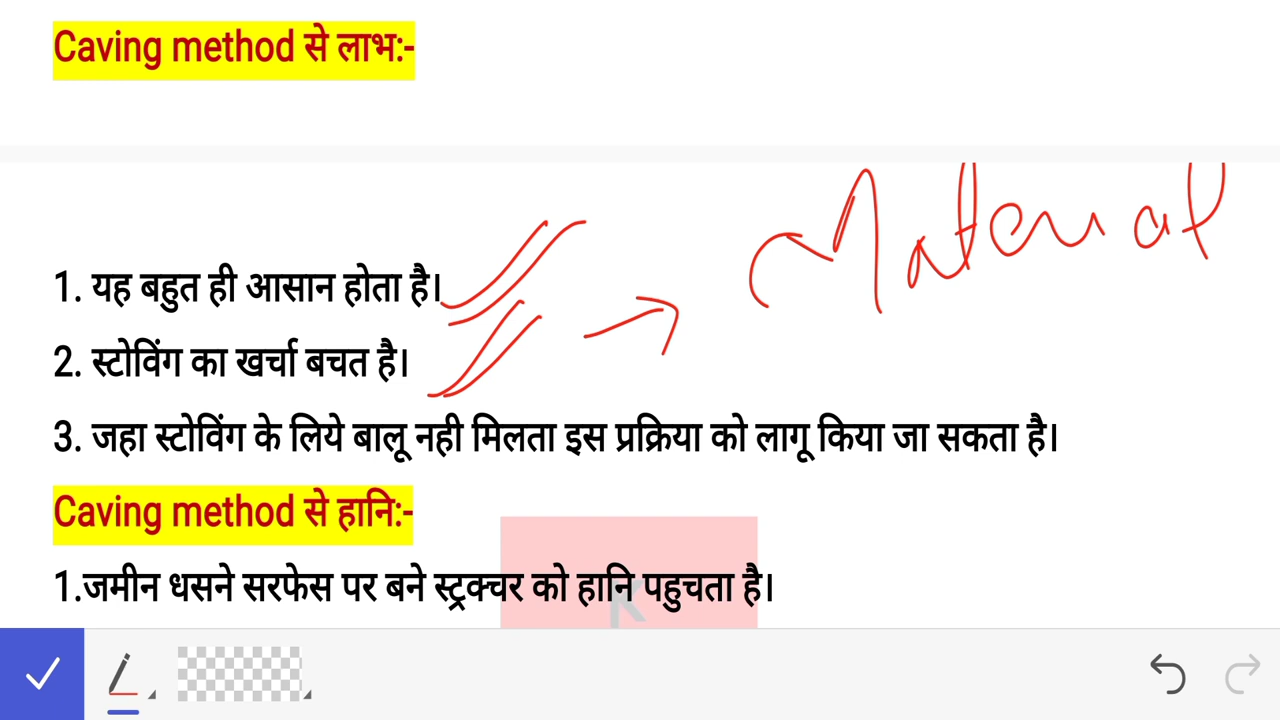 Caving method से लाभ:-
Material
1. यह बहुत ही आसान होता है।
2. स्टोविंग का खर्चा बचत है।
3. जहा स्टोविंग के लिये बालू नही मिलता इस प्रक्रिया को लागू किया जा सकता है।
Caving method से हानि:-
1.जमीन धसने सरफेस पर बने स्ट्रक्चर को हानि पहुचता है।
K